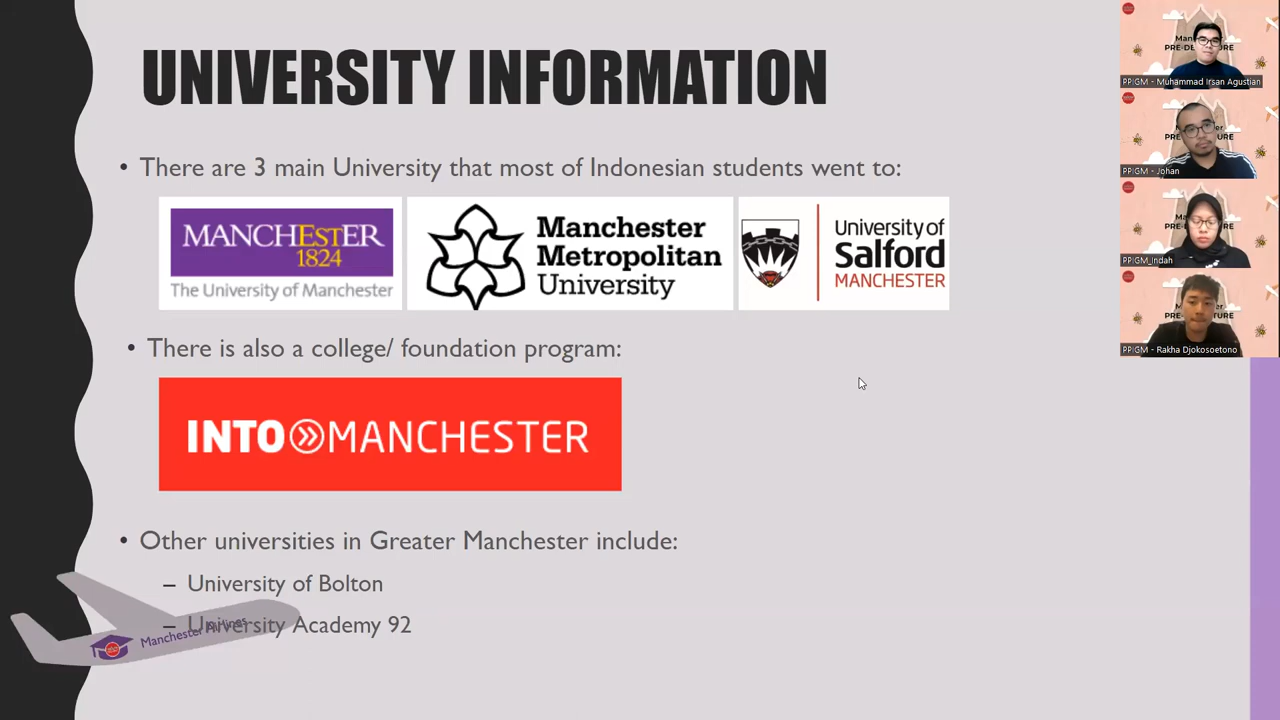 UNIVERSITY INFORMATION
• There are 3 main University that most of Indonesian students went to:
MANCHESTER
1824
The University of Manchester
Manchester
Metropolitan
University
University of
Salford
MANCHESTER
• There is also a college/ foundation program:
INTO MANCHESTER
• Other universities in Greater Manchester include:
– University of Bolton
– University Academy 92
Manchester Airlines
PPIGM - Muhammad Irsan Agustian
PPIGM - Johan
PPIGM_Indah
PPIGM - Rakha Djokosoetono